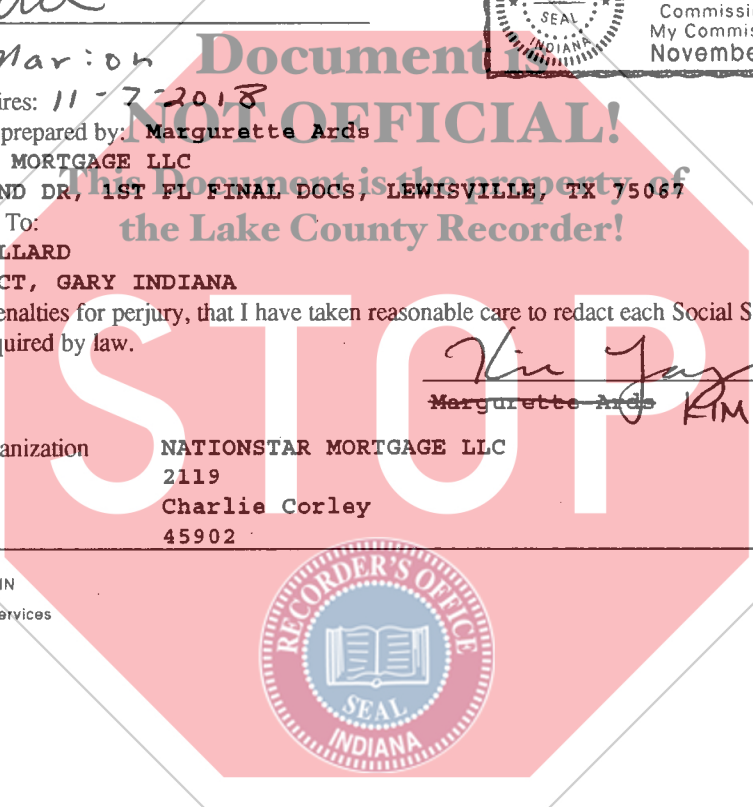 SEAL
INDIANA
Commissi
My Commis
Novembe
Marion
Document is
ires: 11-7-2018
NOT OFFICIAL!
prepared by: Margurette Ards
MORTGAGE LLC
This Document is the property of
ND DR, 1ST FL FINAL DOCS, LEWISVILLE, TX 75067
To:
the Lake County Recorder!
LLARD
CT, GARY INDIANA
enalties for perjury, that I have taken reasonable care to redact each Social S
quired by law.
STOP
Margurette Ards KIM
anization NATIONSTAR MORTGAGE LLC
2119
Charlie Corley
45902
IN
ervices
RECORDER'S OFFICE
SEAL
INDIANA